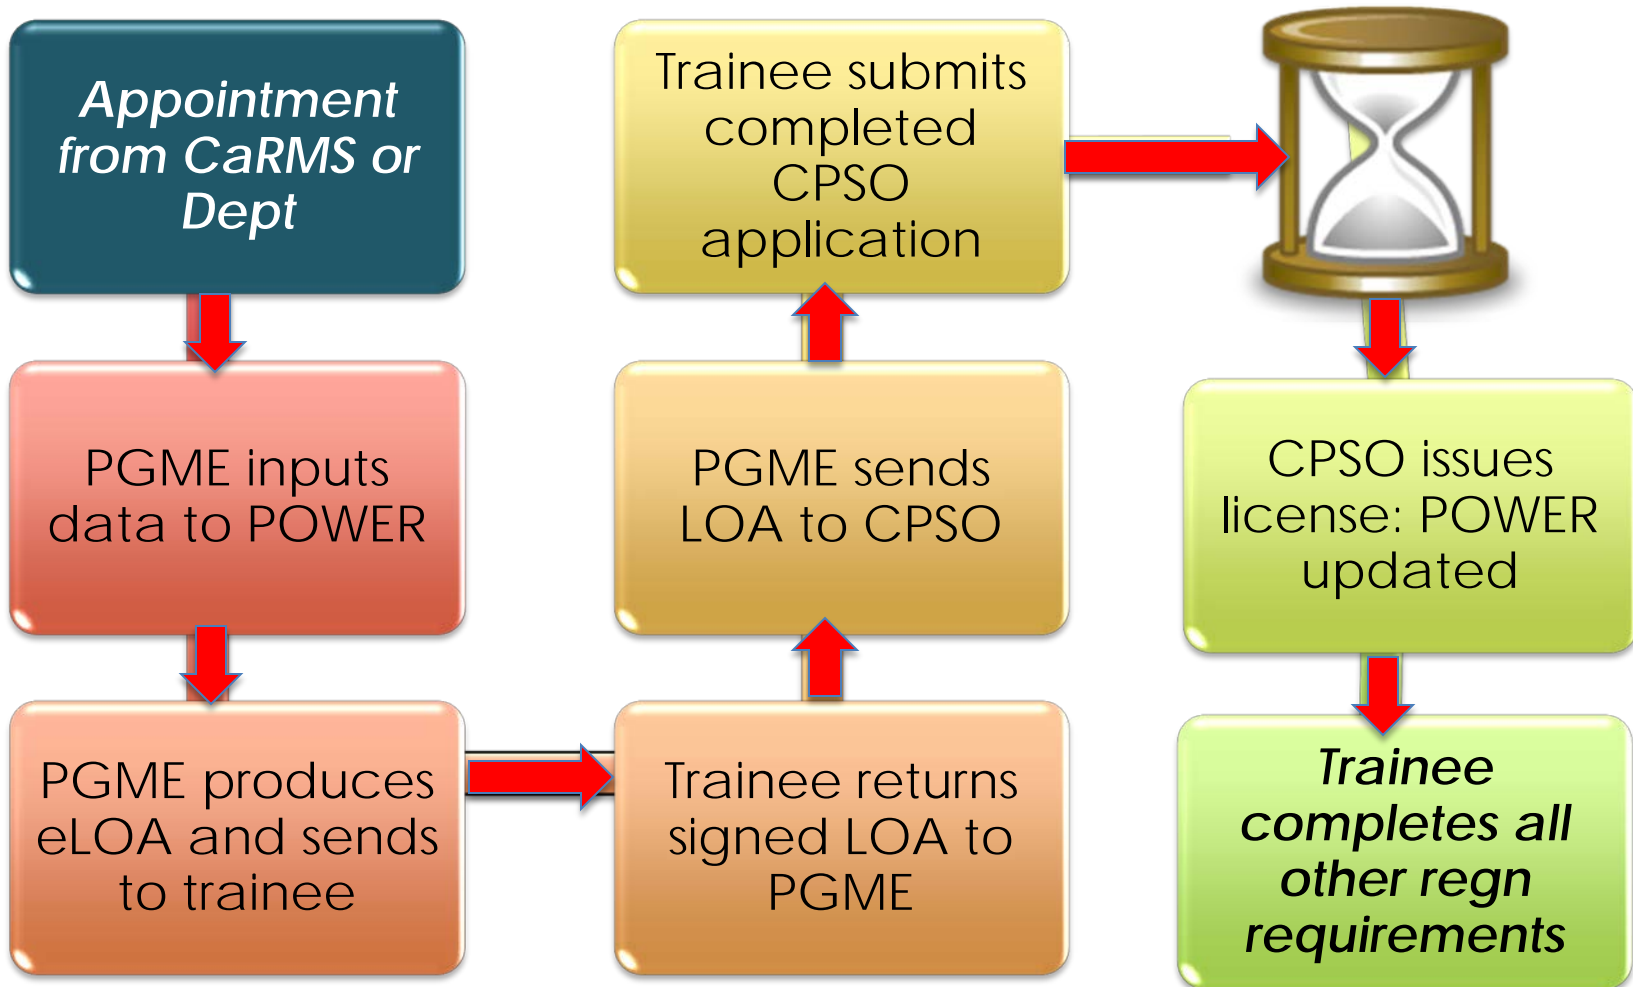 Appointment
from CaRMS or
Dept
PGME inputs
data to POWER
PGME produces
eLOA and sends
to trainee
Trainee returns
signed LOA to
PGME
PGME sends
LOA to CPSO
Trainee submits
completed
CPSO
application
CPSO issues
license: POWER
updated
Trainee
completes all
other regn
requirements